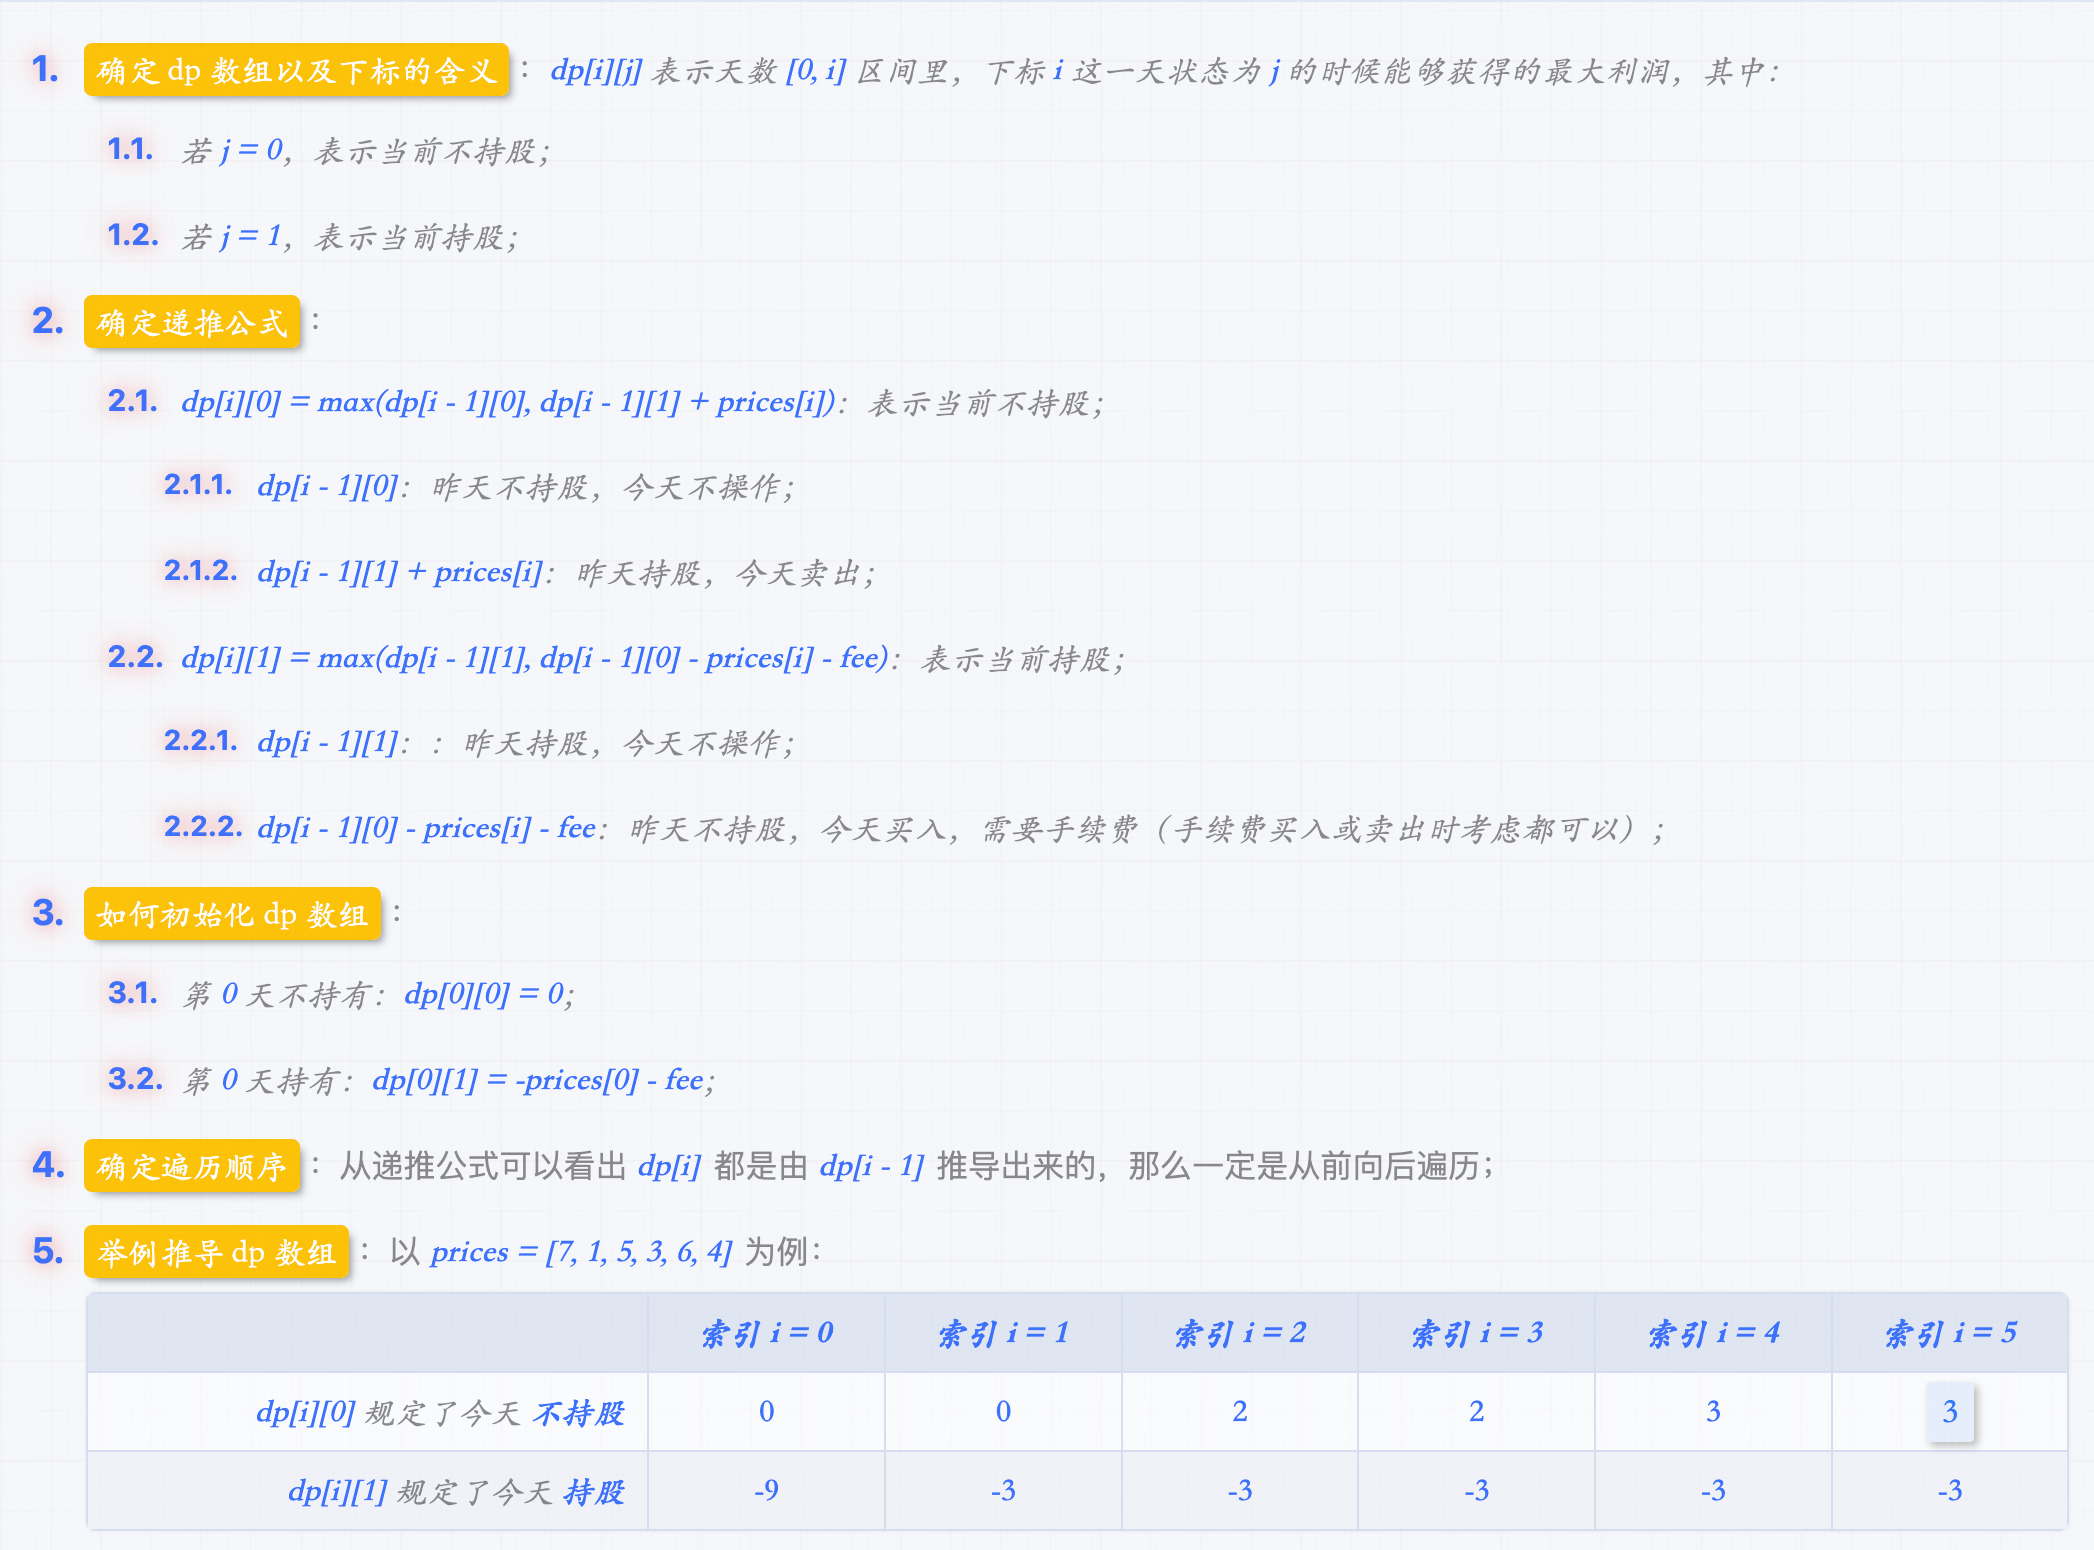 1. 确定 dp 数组以及下标的含义 : dp[i][j] 表示天数 [0, i] 区间里，下标 i 这一天状态为 j 的时候能够获得的最大利润，其中：
1.1. 若 j = 0，表示当前不持股；
1.2. 若 j = 1，表示当前持股；
2. 确定递推公式 :
2.1. dp[i][0] = max(dp[i - 1][0], dp[i - 1][1] + prices[i])：表示当前不持股；
2.1.1. dp[i - 1][0]：昨天不持股，今天不操作；
2.1.2. dp[i - 1][1] + prices[i]：昨天持股，今天卖出；
2.2. dp[i][1] = max(dp[i - 1][1], dp[i - 1][0] - prices[i] - fee)：表示当前持股；
2.2.1. dp[i - 1][1]：: 昨天持股，今天不操作；
2.2.2. dp[i - 1][0] - prices[i] - fee：昨天不持股，今天买入，需要手续费（手续费买入或卖出时考虑都可以）；
3. 如何初始化 dp 数组 :
3.1. 第 0 天不持有：dp[0][0] = 0；
3.2. 第 0 天持有：dp[0][1] = -prices[0] - fee；
4. 确定遍历顺序 : 从递推公式可以看出 dp[i] 都是由 dp[i - 1] 推导出来的，那么一定是从前向后遍历；
5. 举例推导 dp 数组 : 以 prices = [7, 1, 5, 3, 6, 4] 为例：
索引 i = 0 索引 i = 1 索引 i = 2 索引 i = 3 索引 i = 4 索引 i = 5
dp[i][0] 规定了今天 不持股 0 0 2 2 3 3
dp[i][1] 规定了今天 持股 -9 -3 -3 -3 -3 -3